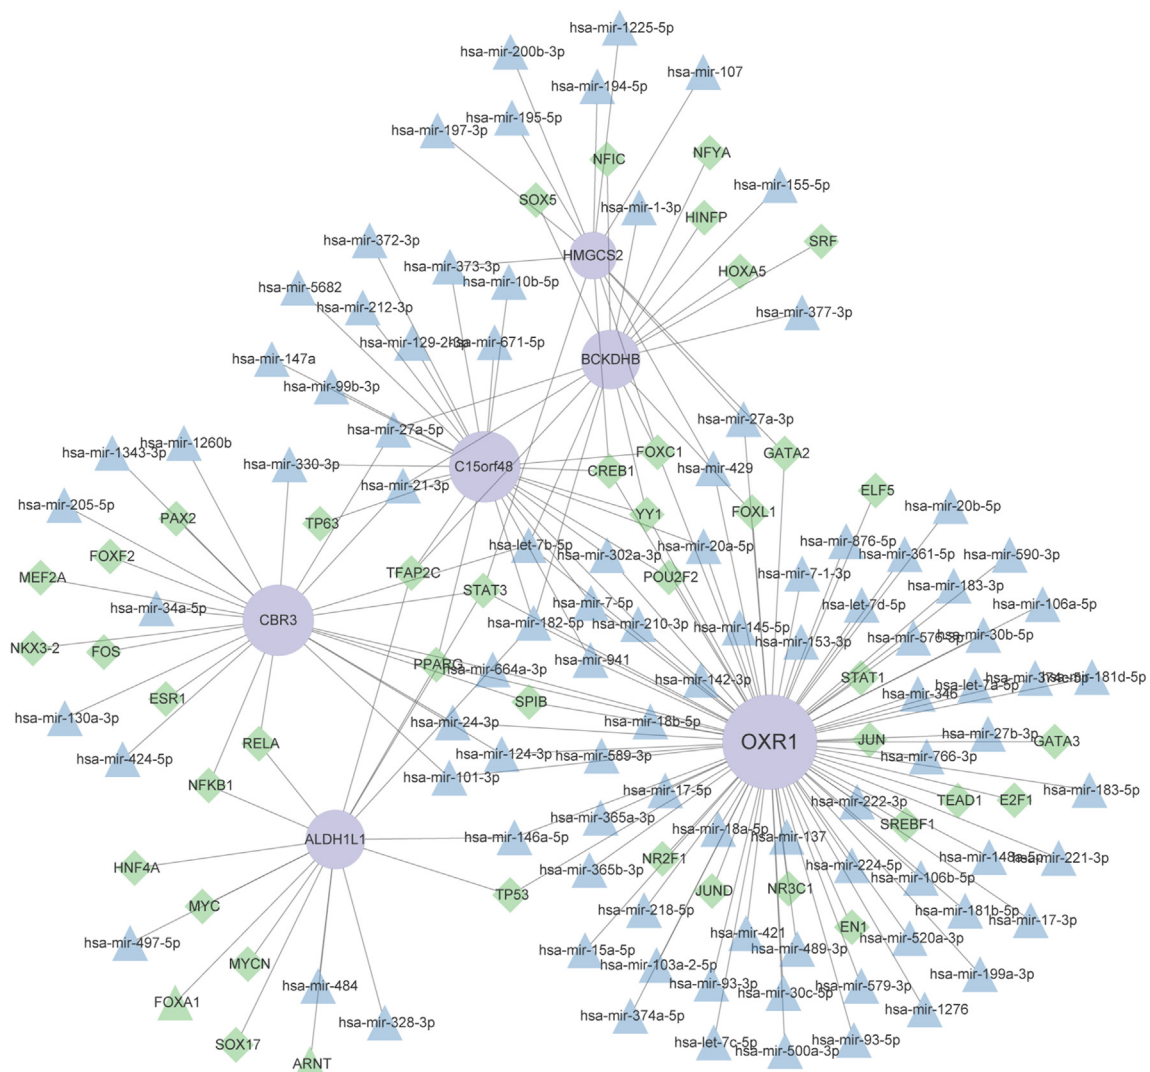 hsa-mir-1225-5p
hsa-mir-200b-3p
hsa-mir-107
hsa-mir-194-5p
hsa-mir-195-5p
hsa-mir-197-3p
NFIC
NFYA
hsa-mir-155-5p
SOX5
hsa-mir-1-3p
HINFP
hsa-mir-372-3p
SRF
HMGCS2
hsa-mir-373-3p
HOXA5
hsa-mir-10b-5p
hsa-mir-5682
hsa-mir-212-3p
hsa-mir-377-3p
hsa-mir-671-5p
hsa-mir-147a
BCKDHB
hsa-mir-99b-3p
hsa-mir-27a-3p
hsa-mir-27a-5p
hsa-mir-1260b
hsa-mir-1343-3p
FOXC1
GATA2
hsa-mir-330-3p
C15orf48
CREB1
hsa-mir-429
hsa-mir-21-3p
ELF5
hsa-mir-205-5p
hsa-mir-20b-5p
FOXL1
YY1
PAX2
TP63
hsa-mir-876-5p
hsa-let-7b-5p
hsa-mir-20a-5p
hsa-mir-361-5p
hsa-mir-590-3p
hsa-mir-302a-3p
FOXF2
TFAP2C
MEF2A
POU2F2
hsa-mir-7-1-3p
hsa-mir-183-3p
STAT3
hsa-mir-7-5p
hsa-let-7d-5p
hsa-mir-106a-5p
hsa-mir-34a-5p
CBR3
hsa-mir-182-5p
hsa-mir-210-3p
hsa-mir-145-5p
hsa-mir-30b-5p
hsa-mir-153-3p
NKX3-2
FOS
hsa-mir-941
PPARG
hsa-mir-664a-3p
STAT1
hsa-mir-142-3p
hsa-let-7a-5p
hsa-mir-181d-5p
hsa-mir-346
ESR1
SPIB
hsa-mir-130a-3p
hsa-mir-24-3p
hsa-mir-18b-5p
hsa-mir-27b-3p
RELA
OXR1
JUN
GATA3
hsa-mir-124-3p
hsa-mir-589-3p
hsa-mir-766-3p
hsa-mir-424-5p
hsa-mir-101-3p
NFKB1
hsa-mir-17-5p
hsa-mir-183-5p
hsa-mir-222-3p
TEAD1
E2F1
hsa-mir-365a-3p
SREBF1
hsa-mir-18a-5p
hsa-mir-137
ALDH1L1
hsa-mir-146a-5p
NR2F1
hsa-mir-148a-5p
hsa-mir-221-3p
HNF4A
hsa-mir-224-5p
hsa-mir-365b-3p
hsa-mir-106b-5p
JUND
NR3C1
TP53
MYC
hsa-mir-218-5p
hsa-mir-181b-5p
hsa-mir-17-3p
EN1
hsa-mir-421
hsa-mir-520a-3p
hsa-mir-497-5p
hsa-mir-15a-5p
hsa-mir-489-3p
MYCN
hsa-mir-103a-2-5p
hsa-mir-199a-3p
hsa-mir-484
hsa-mir-93-3p
hsa-mir-30c-5p
hsa-mir-579-3p
FOXA1
hsa-mir-1276
hsa-mir-374a-5p
hsa-mir-328-3p
SOX17
hsa-let-7c-5p
hsa-mir-500a-3p
hsa-mir-93-5p
ARNT